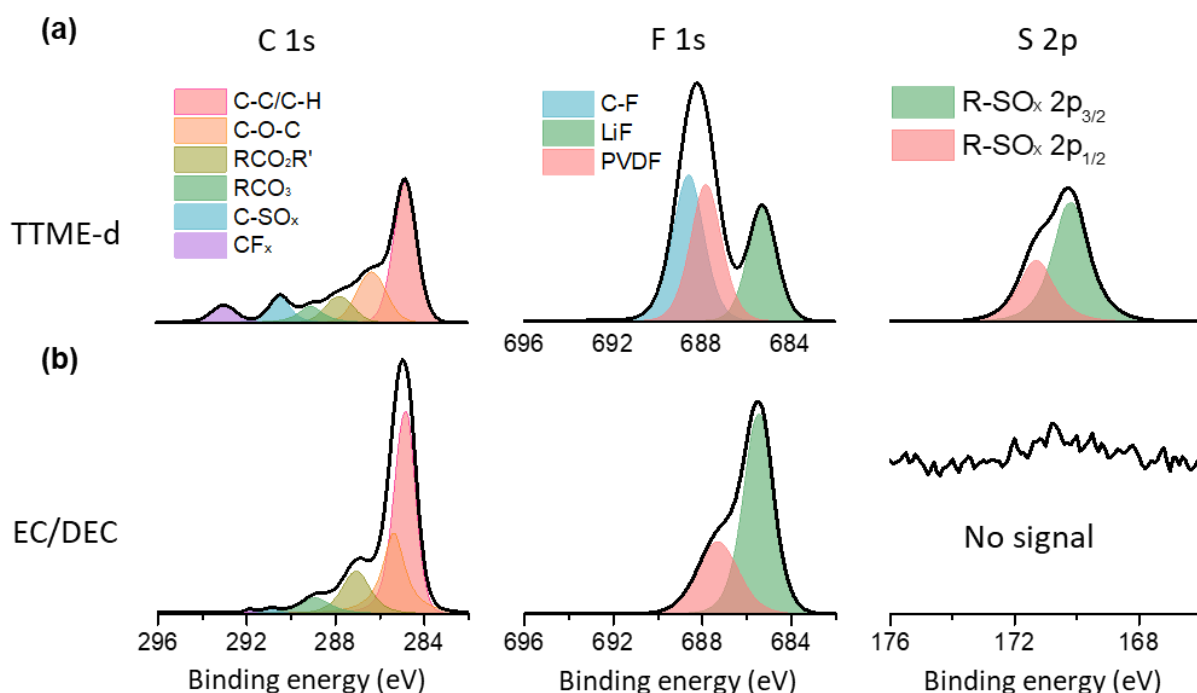 (a)
C 1s
F 1s
S 2p
C-C/C-H
C-O-C
RCO₂R'
RCO₃
C-SOₓ
CFₓ
C-F
LiF
PVDF
R-SOₓ 2p₃/₂
R-SOₓ 2p₁/₂
TTME-d
696 692 688 684
(b)
EC/DEC
No signal
296 292 288 284
696 692 688 684
176 172 168
Binding energy (eV)
Binding energy (eV)
Binding energy (eV)